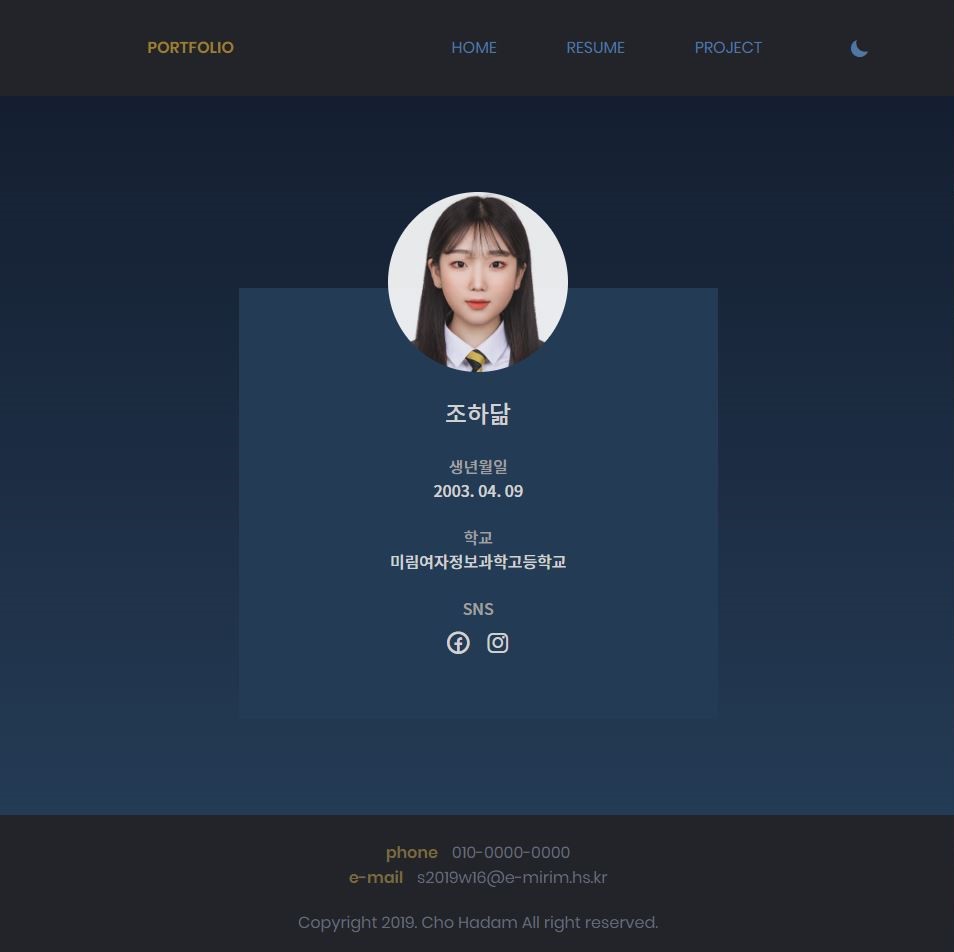 PORTFOLIO HOME RESUME PROJECT
조하닮
생년월일
2003. 04. 09
학교
미림여자정보과학고등학교
SNS
phone 010-0000-0000
e-mail s2019w16@e-mirim.hs.kr
Copyright 2019. Cho Hadam All right reserved.